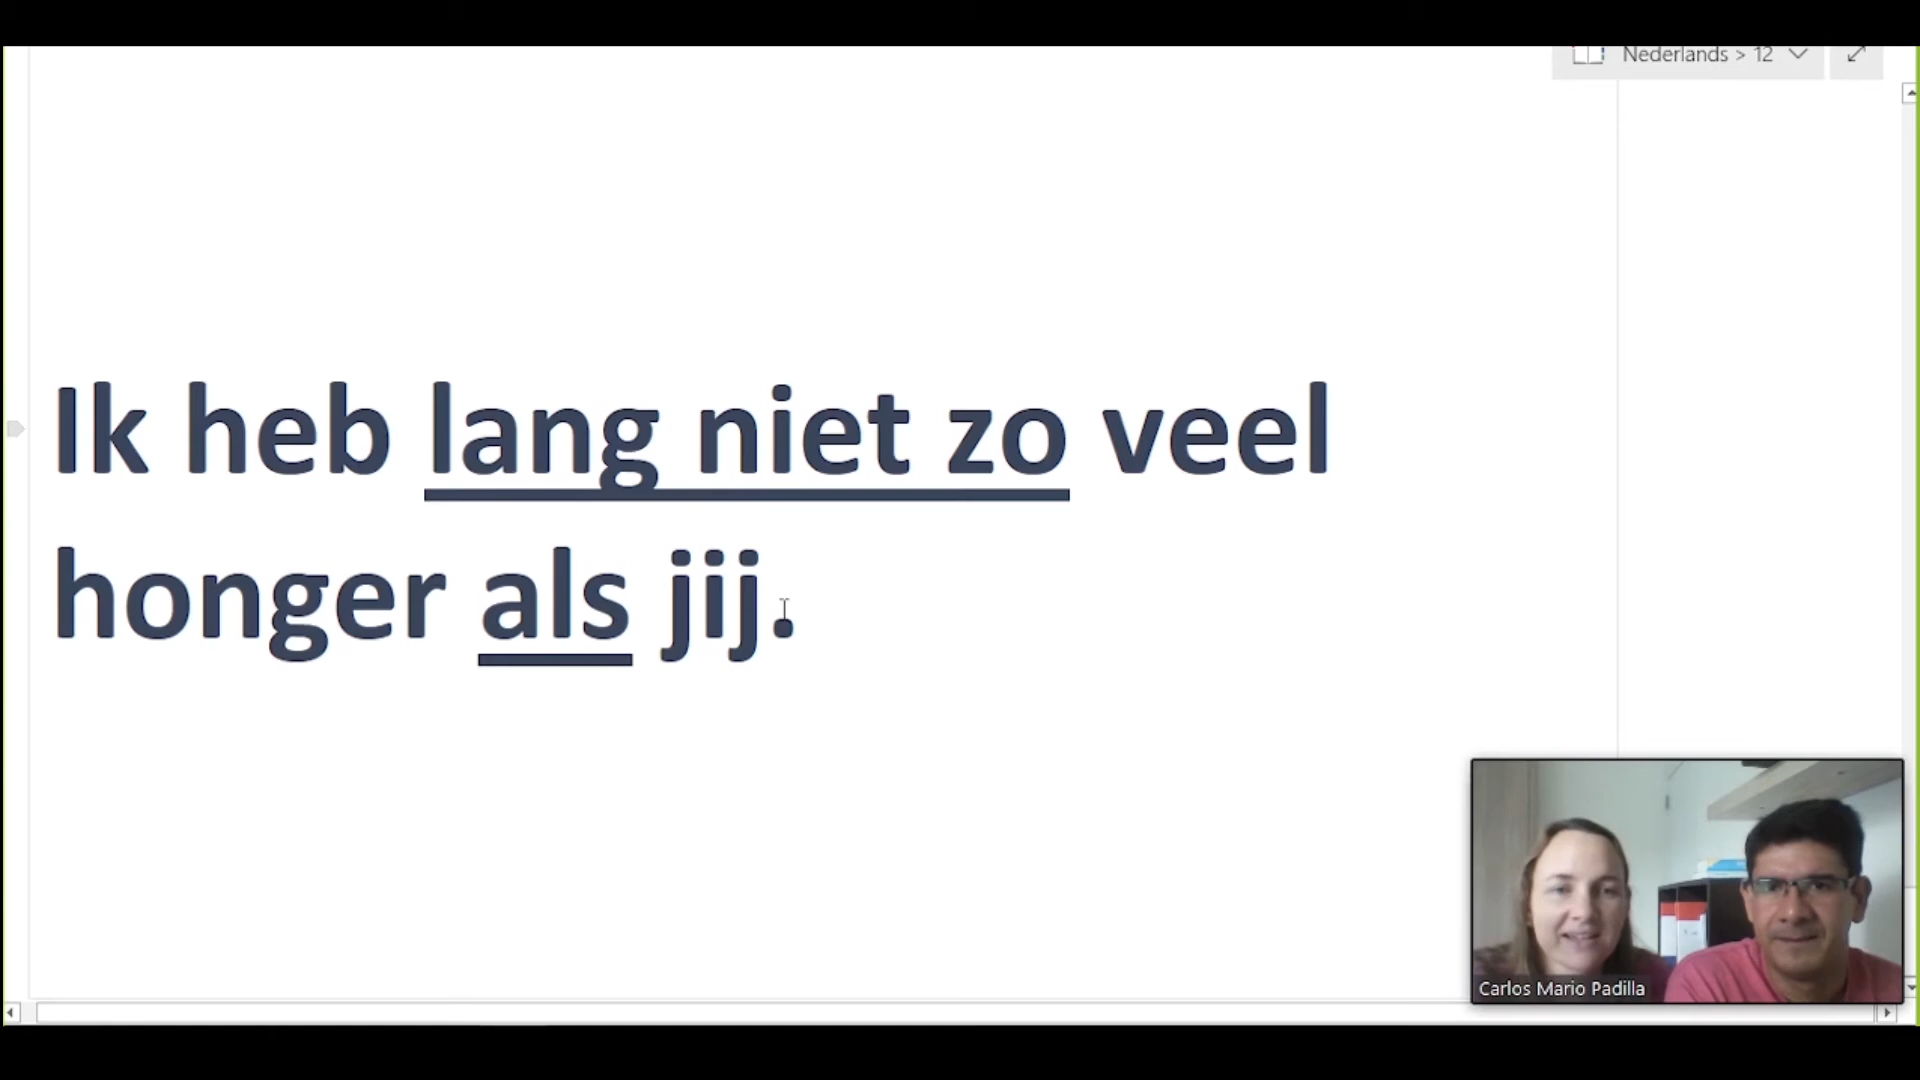 Nederlands > 12
Ik heb lang niet zo veel
honger als jij.
Carlos Mario Padilla